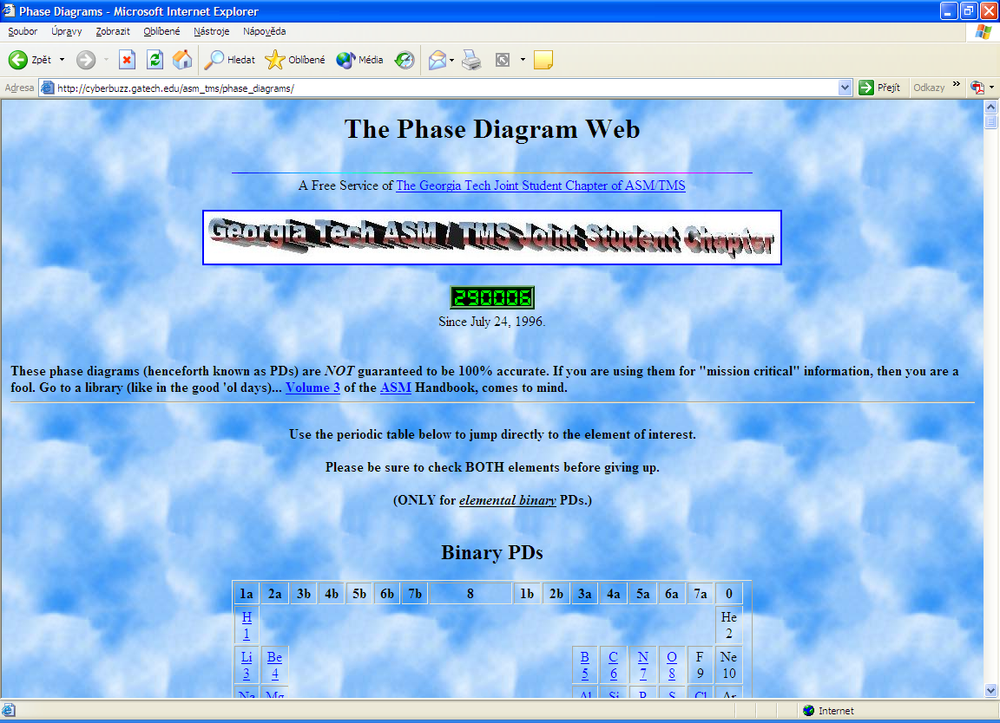 Phase Diagrams - Microsoft Internet Explorer
Soubor Úpravy Zobrazit Oblíbené Nástroje Nápověda
Zpět Hledat Oblíbené Média
Adresa http://cyberbuzz.gatech.edu/asm_tms/phase_diagrams/ Přejít Odkazy »
The Phase Diagram Web
A Free Service of The Georgia Tech Joint Student Chapter of ASM/TMS
Georgia Tech ASM / TMS Joint Student Chapter
290006
Since July 24, 1996.
These phase diagrams (henceforth known as PDs) are NOT guaranteed to be 100% accurate. If you are using them for "mission critical" information, then you are a
fool. Go to a library (like in the good 'ol days)... Volume 3 of the ASM Handbook, comes to mind.
Use the periodic table below to jump directly to the element of interest.
Please be sure to check BOTH elements before giving up.
(ONLY for elemental binary PDs.)
Binary PDs
1a 2a 3b 4b 5b 6b 7b 8 1b 2b 3a 4a 5a 6a 7a 0
H He
1 2
Li Be B C N O F Ne
3 4 5 6 7 8 9 10
Na Mg Al Si P S Cl Ar
Internet